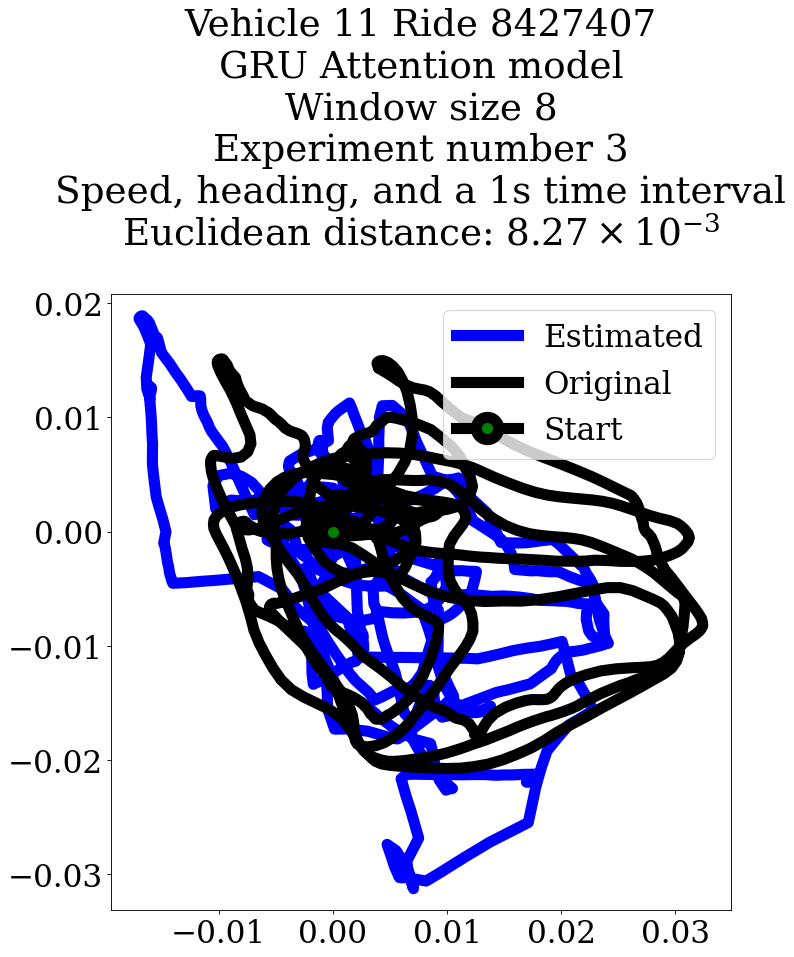 Vehicle 11 Ride 8427407
GRU Attention model
Window size 8
Experiment number 3
Speed, heading, and a 1s time interval
Euclidean distance: 8.27 × 10⁻³
0.02
0.01
0.00
−0.01
−0.02
−0.03
Estimated
Original
Start
−0.01 0.00 0.01 0.02 0.03